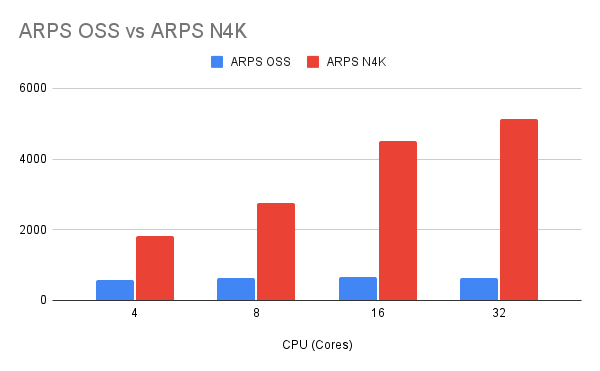 ARPS OSS vs ARPS N4K
ARPS OSS ARPS N4K
6000
4000
2000
0
4 8 16 32
CPU (Cores)